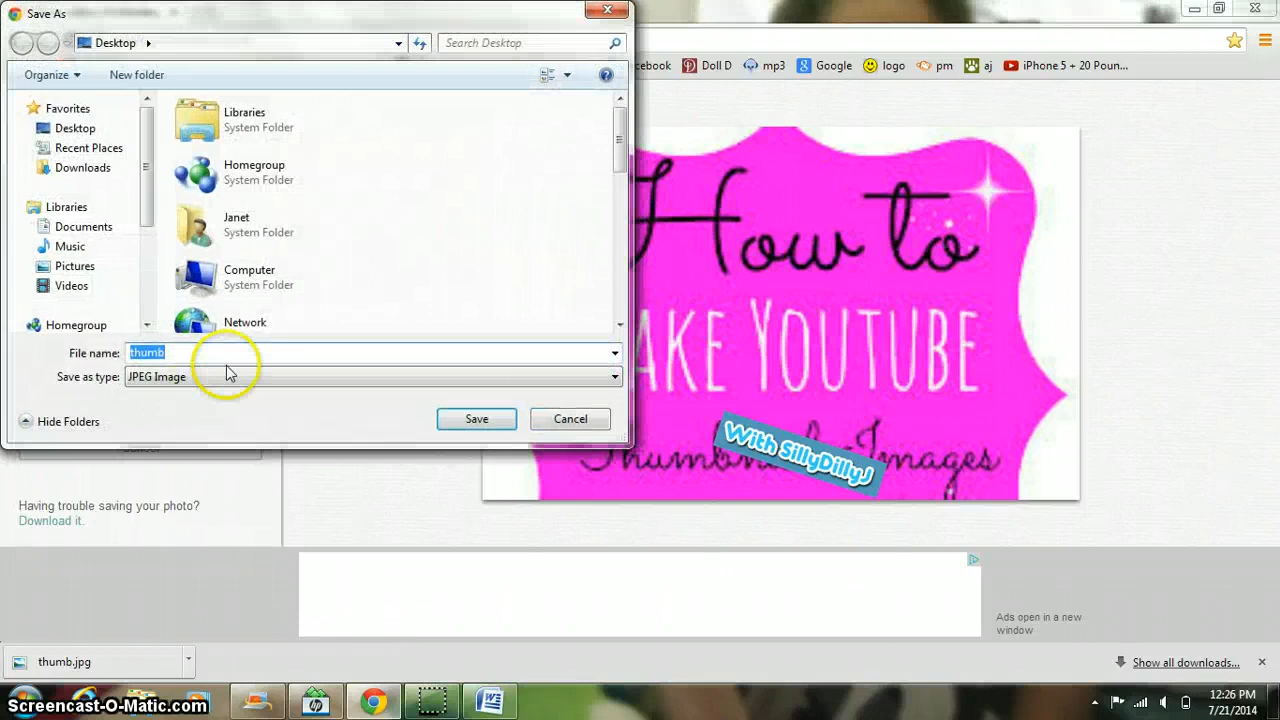 Save As
Desktop
Search Desktop
Organize
New folder
Favorites
Desktop
Recent Places
Downloads
Libraries
Documents
Music
Pictures
Videos
Homegroup
Libraries
System Folder
Homegroup
System Folder
Janet
System Folder
Computer
System Folder
Network
File name: thumb
Save as type: JPEG Image
Hide Folders
Save
Cancel
Doll D
mp3
Google
logo
pm
aj
iPhone 5 + 20 Poun...
How to
AKE YOUTUBE
Images
With SillyDillyJ
Having trouble saving your photo?
Download it.
Ads open in a new
window
thumb.jpg
Show all downloads...
Screencast-O-Matic.com
12:26 PM
7/21/2014